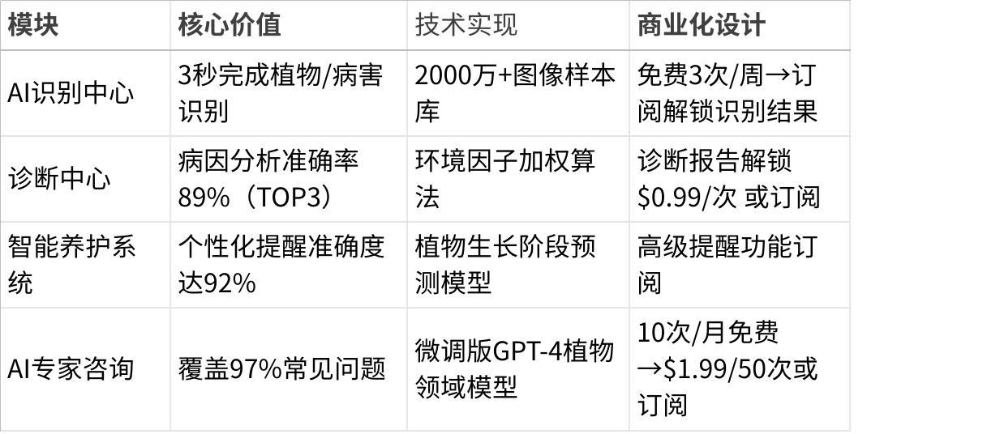 模块
核心价值
技术实现
商业化设计
AI识别中心
3秒完成植物/病害
识别
2000万+图像样本
库
免费3次/周→订
阅解锁识别结果
诊断中心
病因分析准确率
89%（TOP3）
环境因子加权算
法
诊断报告解锁
$0.99/次 或订阅
智能养护系
统
个性化提醒准确度
达92%
植物生长阶段预
测模型
高级提醒功能订
阅
AI专家咨询
覆盖97%常见问题
微调版GPT-4植物
领域模型
10次/月免费
→$1.99/50次或
订阅